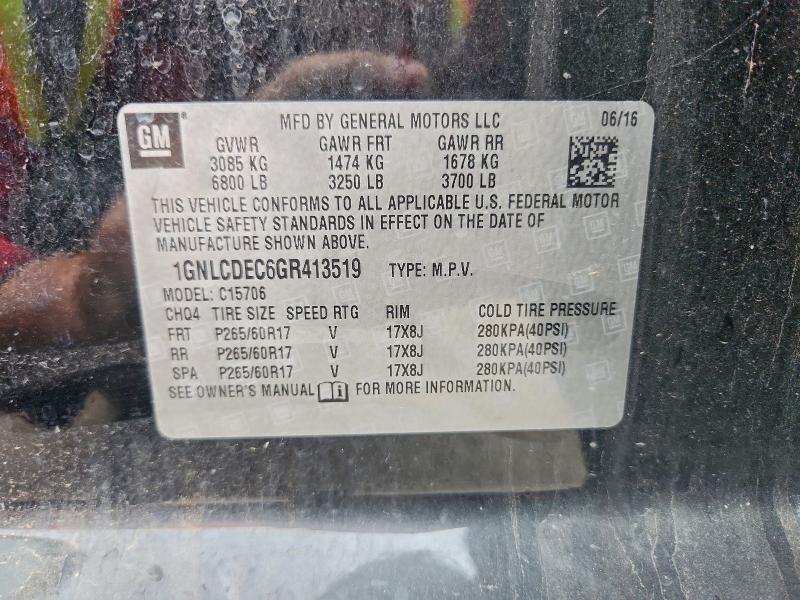 GM
MFD BY GENERAL MOTORS LLC 06/16
GVWR GAWR FRT GAWR RR
3085 KG 1474 KG 1678 KG
6800 LB 3250 LB 3700 LB
THIS VEHICLE CONFORMS TO ALL APPLICABLE U.S. FEDERAL MOTOR
VEHICLE SAFETY STANDARDS IN EFFECT ON THE DATE OF
MANUFACTURE SHOWN ABOVE.
1GNLCDEC6GR413519 TYPE: M.P.V.
MODEL: C15706
CHQ4 TIRE SIZE SPEED RTG RIM COLD TIRE PRESSURE
FRT P265/60R17 V 17X8J 280KPA(40PSI)
RR P265/60R17 V 17X8J 280KPA(40PSI)
SPA P265/60R17 V 17X8J 280KPA(40PSI)
SEE OWNER'S MANUAL FOR MORE INFORMATION.